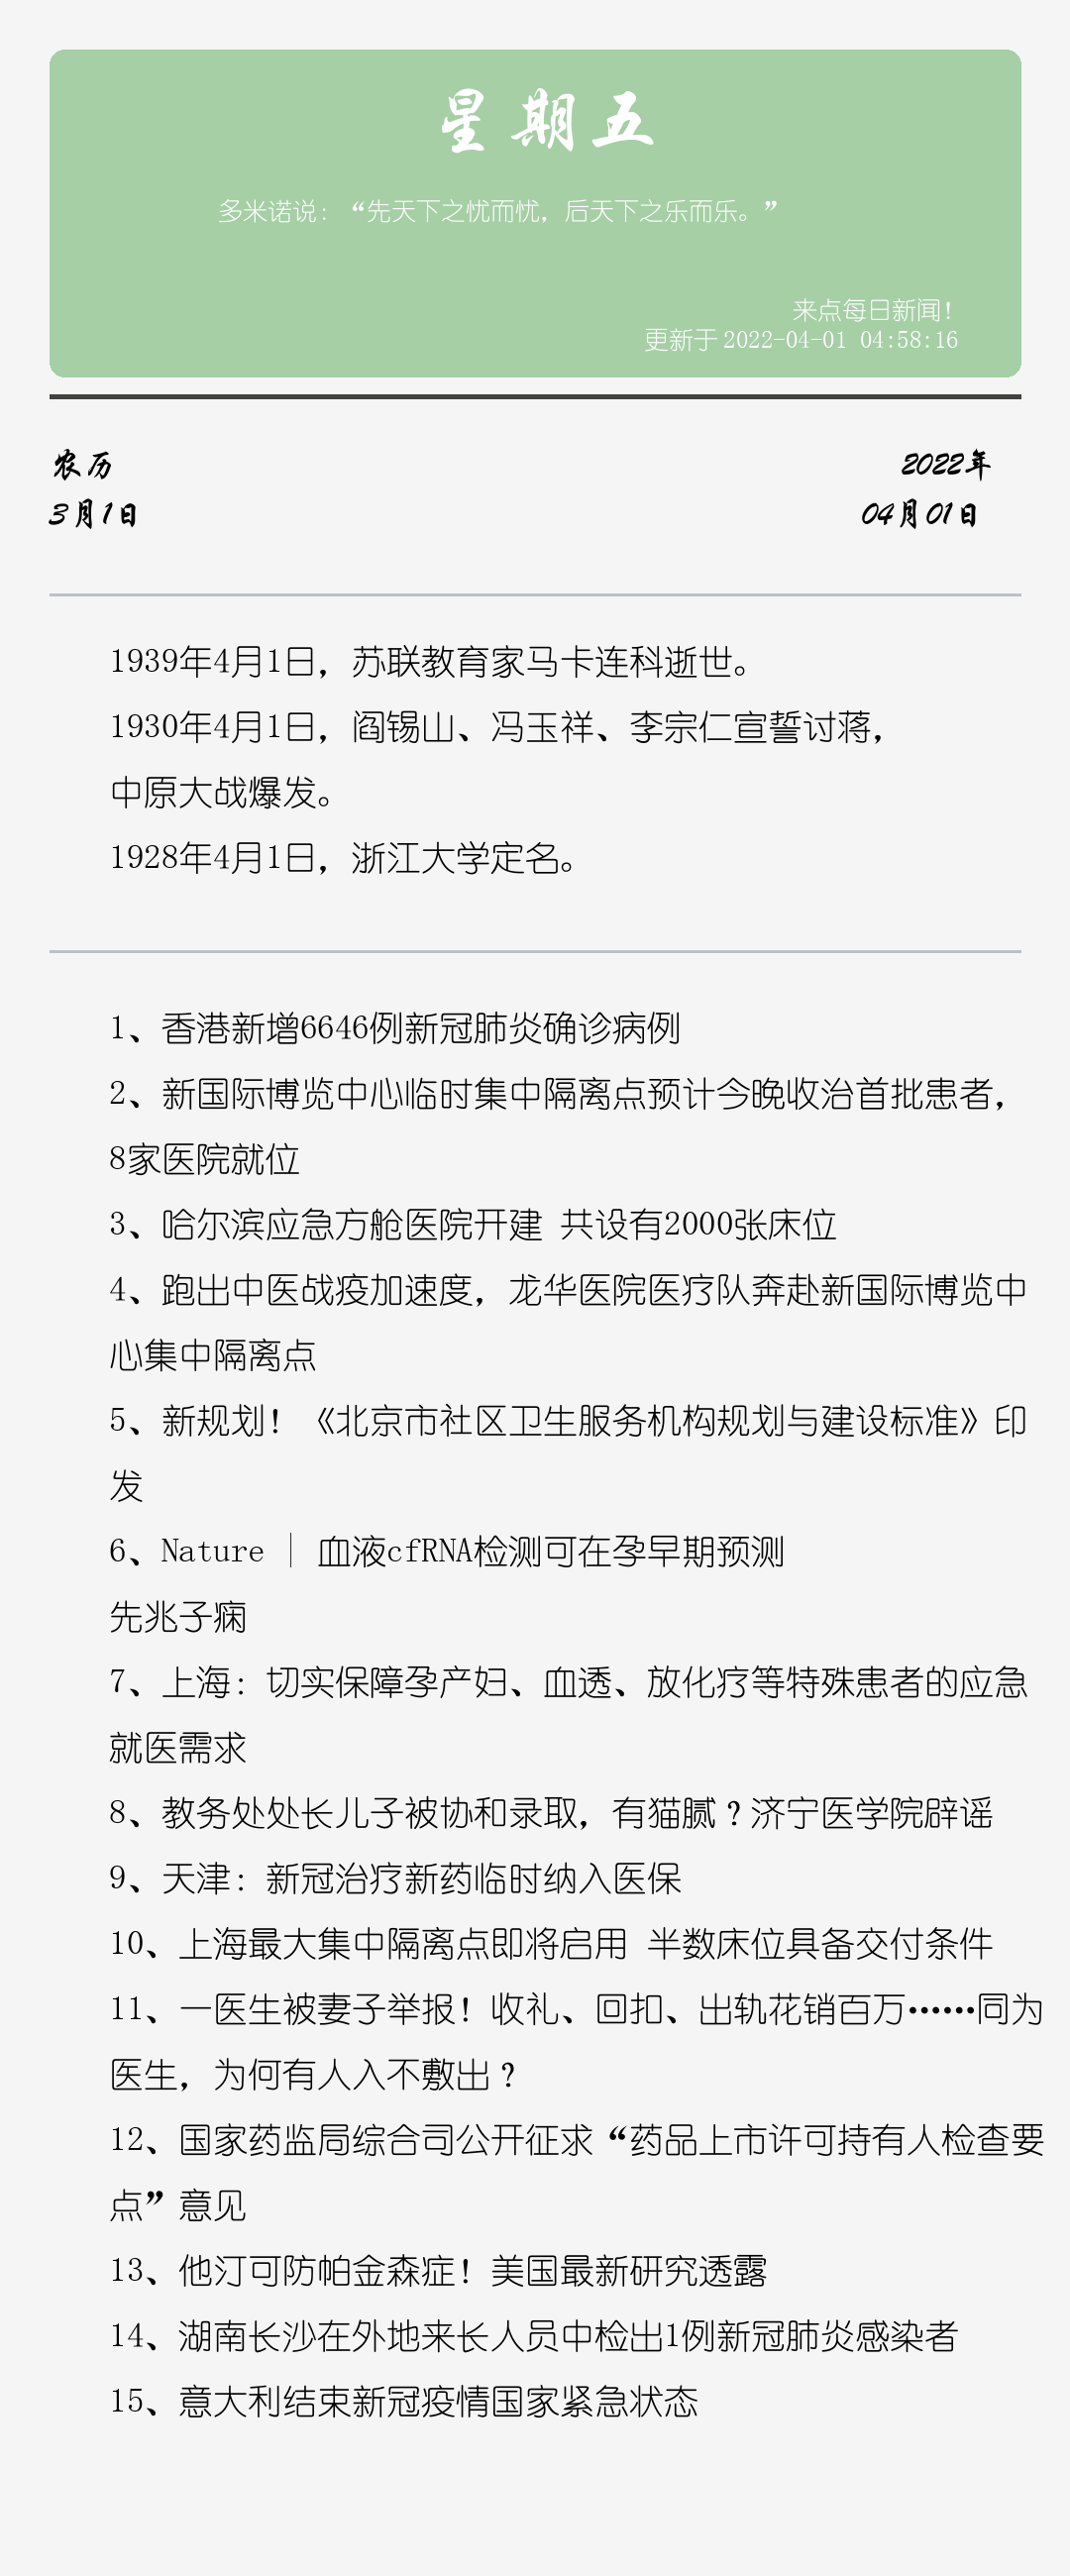 星期五
多米诺说：“先天下之忧而忧，后天下之乐而乐。”
来点每日新闻！
更新于 2022-04-01 04:58:16
农历
2022年
3月1日
04月01日
1939年4月1日，苏联教育家马卡连科逝世。
1930年4月1日，阎锡山、冯玉祥、李宗仁宣誓讨蒋，
中原大战爆发。
1928年4月1日，浙江大学定名。
1、香港新增6646例新冠肺炎确诊病例
2、新国际博览中心临时集中隔离点预计今晚收治首批患者，
8家医院就位
3、哈尔滨应急方舱医院开建 共设有2000张床位
4、跑出中医战疫加速度，龙华医院医疗队奔赴新国际博览中
心集中隔离点
5、新规划！《北京市社区卫生服务机构规划与建设标准》印
发
6、Nature | 血液cfRNA检测可在孕早期预测
先兆子痫
7、上海：切实保障孕产妇、血透、放化疗等特殊患者的应急
就医需求
8、教务处处长儿子被协和录取，有猫腻？济宁医学院辟谣
9、天津：新冠治疗新药临时纳入医保
10、上海最大集中隔离点即将启用 半数床位具备交付条件
11、一医生被妻子举报！收礼、回扣、出轨花销百万……同为
医生，为何有人入不敷出？
12、国家药监局综合司公开征求“药品上市许可持有人检查要
点”意见
13、他汀可防帕金森症！美国最新研究透露
14、湖南长沙在外地来长人员中检出1例新冠肺炎感染者
15、意大利结束新冠疫情国家紧急状态